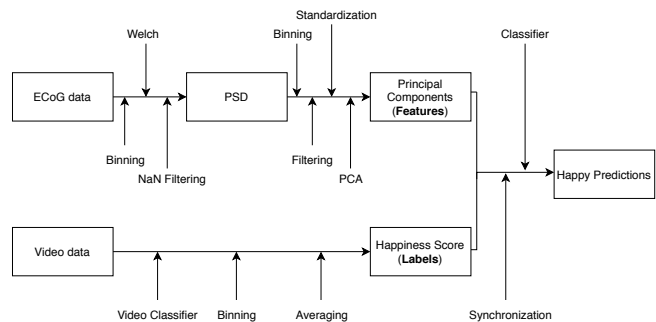 Standardization
Welch
Binning
Classifier
ECoG data
PSD
Principal
Components
(Features)
Binning
NaN Filtering
Filtering
PCA
Happy Predictions
Video data
Happiness Score
(Labels)
Video Classifier
Binning
Averaging
Synchronization